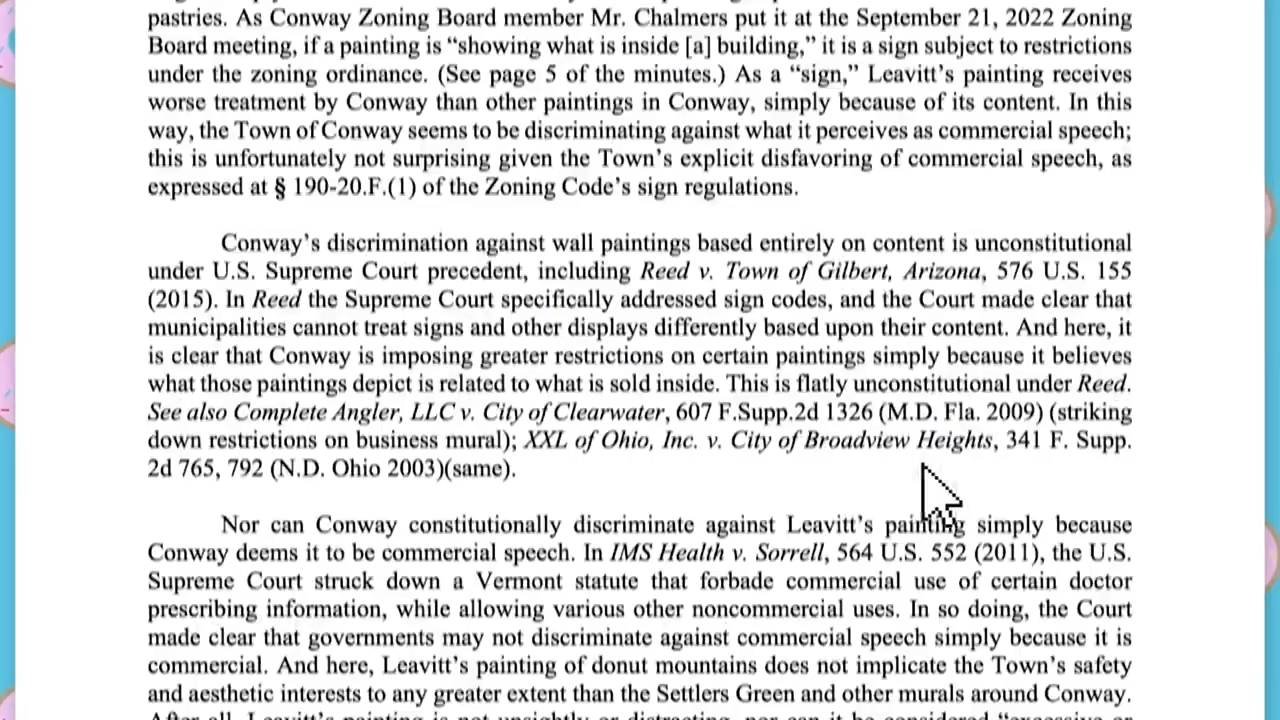 pastries. As Conway Zoning Board member Mr. Chalmers put it at the September 21, 2022 Zoning
Board meeting, if a painting is “showing what is inside [a] building,” it is a sign subject to restrictions
under the zoning ordinance. (See page 5 of the minutes.) As a “sign,” Leavitt’s painting receives
worse treatment by Conway than other paintings in Conway, simply because of its content. In this
way, the Town of Conway seems to be discriminating against what it perceives as commercial speech;
this is unfortunately not surprising given the Town’s explicit disfavoring of commercial speech, as
expressed at § 190-20.F.(1) of the Zoning Code’s sign regulations.
Conway’s discrimination against wall paintings based entirely on content is unconstitutional
under U.S. Supreme Court precedent, including Reed v. Town of Gilbert, Arizona, 576 U.S. 155
(2015). In Reed the Supreme Court specifically addressed sign codes, and the Court made clear that
municipalities cannot treat signs and other displays differently based upon their content. And here, it
is clear that Conway is imposing greater restrictions on certain paintings simply because it believes
what those paintings depict is related to what is sold inside. This is flatly unconstitutional under Reed.
See also Complete Angler, LLC v. City of Clearwater, 607 F.Supp.2d 1326 (M.D. Fla. 2009) (striking
down restrictions on business mural); XXL of Ohio, Inc. v. City of Broadview Heights, 341 F. Supp.
2d 765, 792 (N.D. Ohio 2003)(same).
Nor can Conway constitutionally discriminate against Leavitt’s painting simply because
Conway deems it to be commercial speech. In IMS Health v. Sorrell, 564 U.S. 552 (2011), the U.S.
Supreme Court struck down a Vermont statute that forbade commercial use of certain doctor
prescribing information, while allowing various other noncommercial uses. In so doing, the Court
made clear that governments may not discriminate against commercial speech simply because it is
commercial. And here, Leavitt’s painting of donut mountains does not implicate the Town’s safety
and aesthetic interests to any greater extent than the Settlers Green and other murals around Conway.